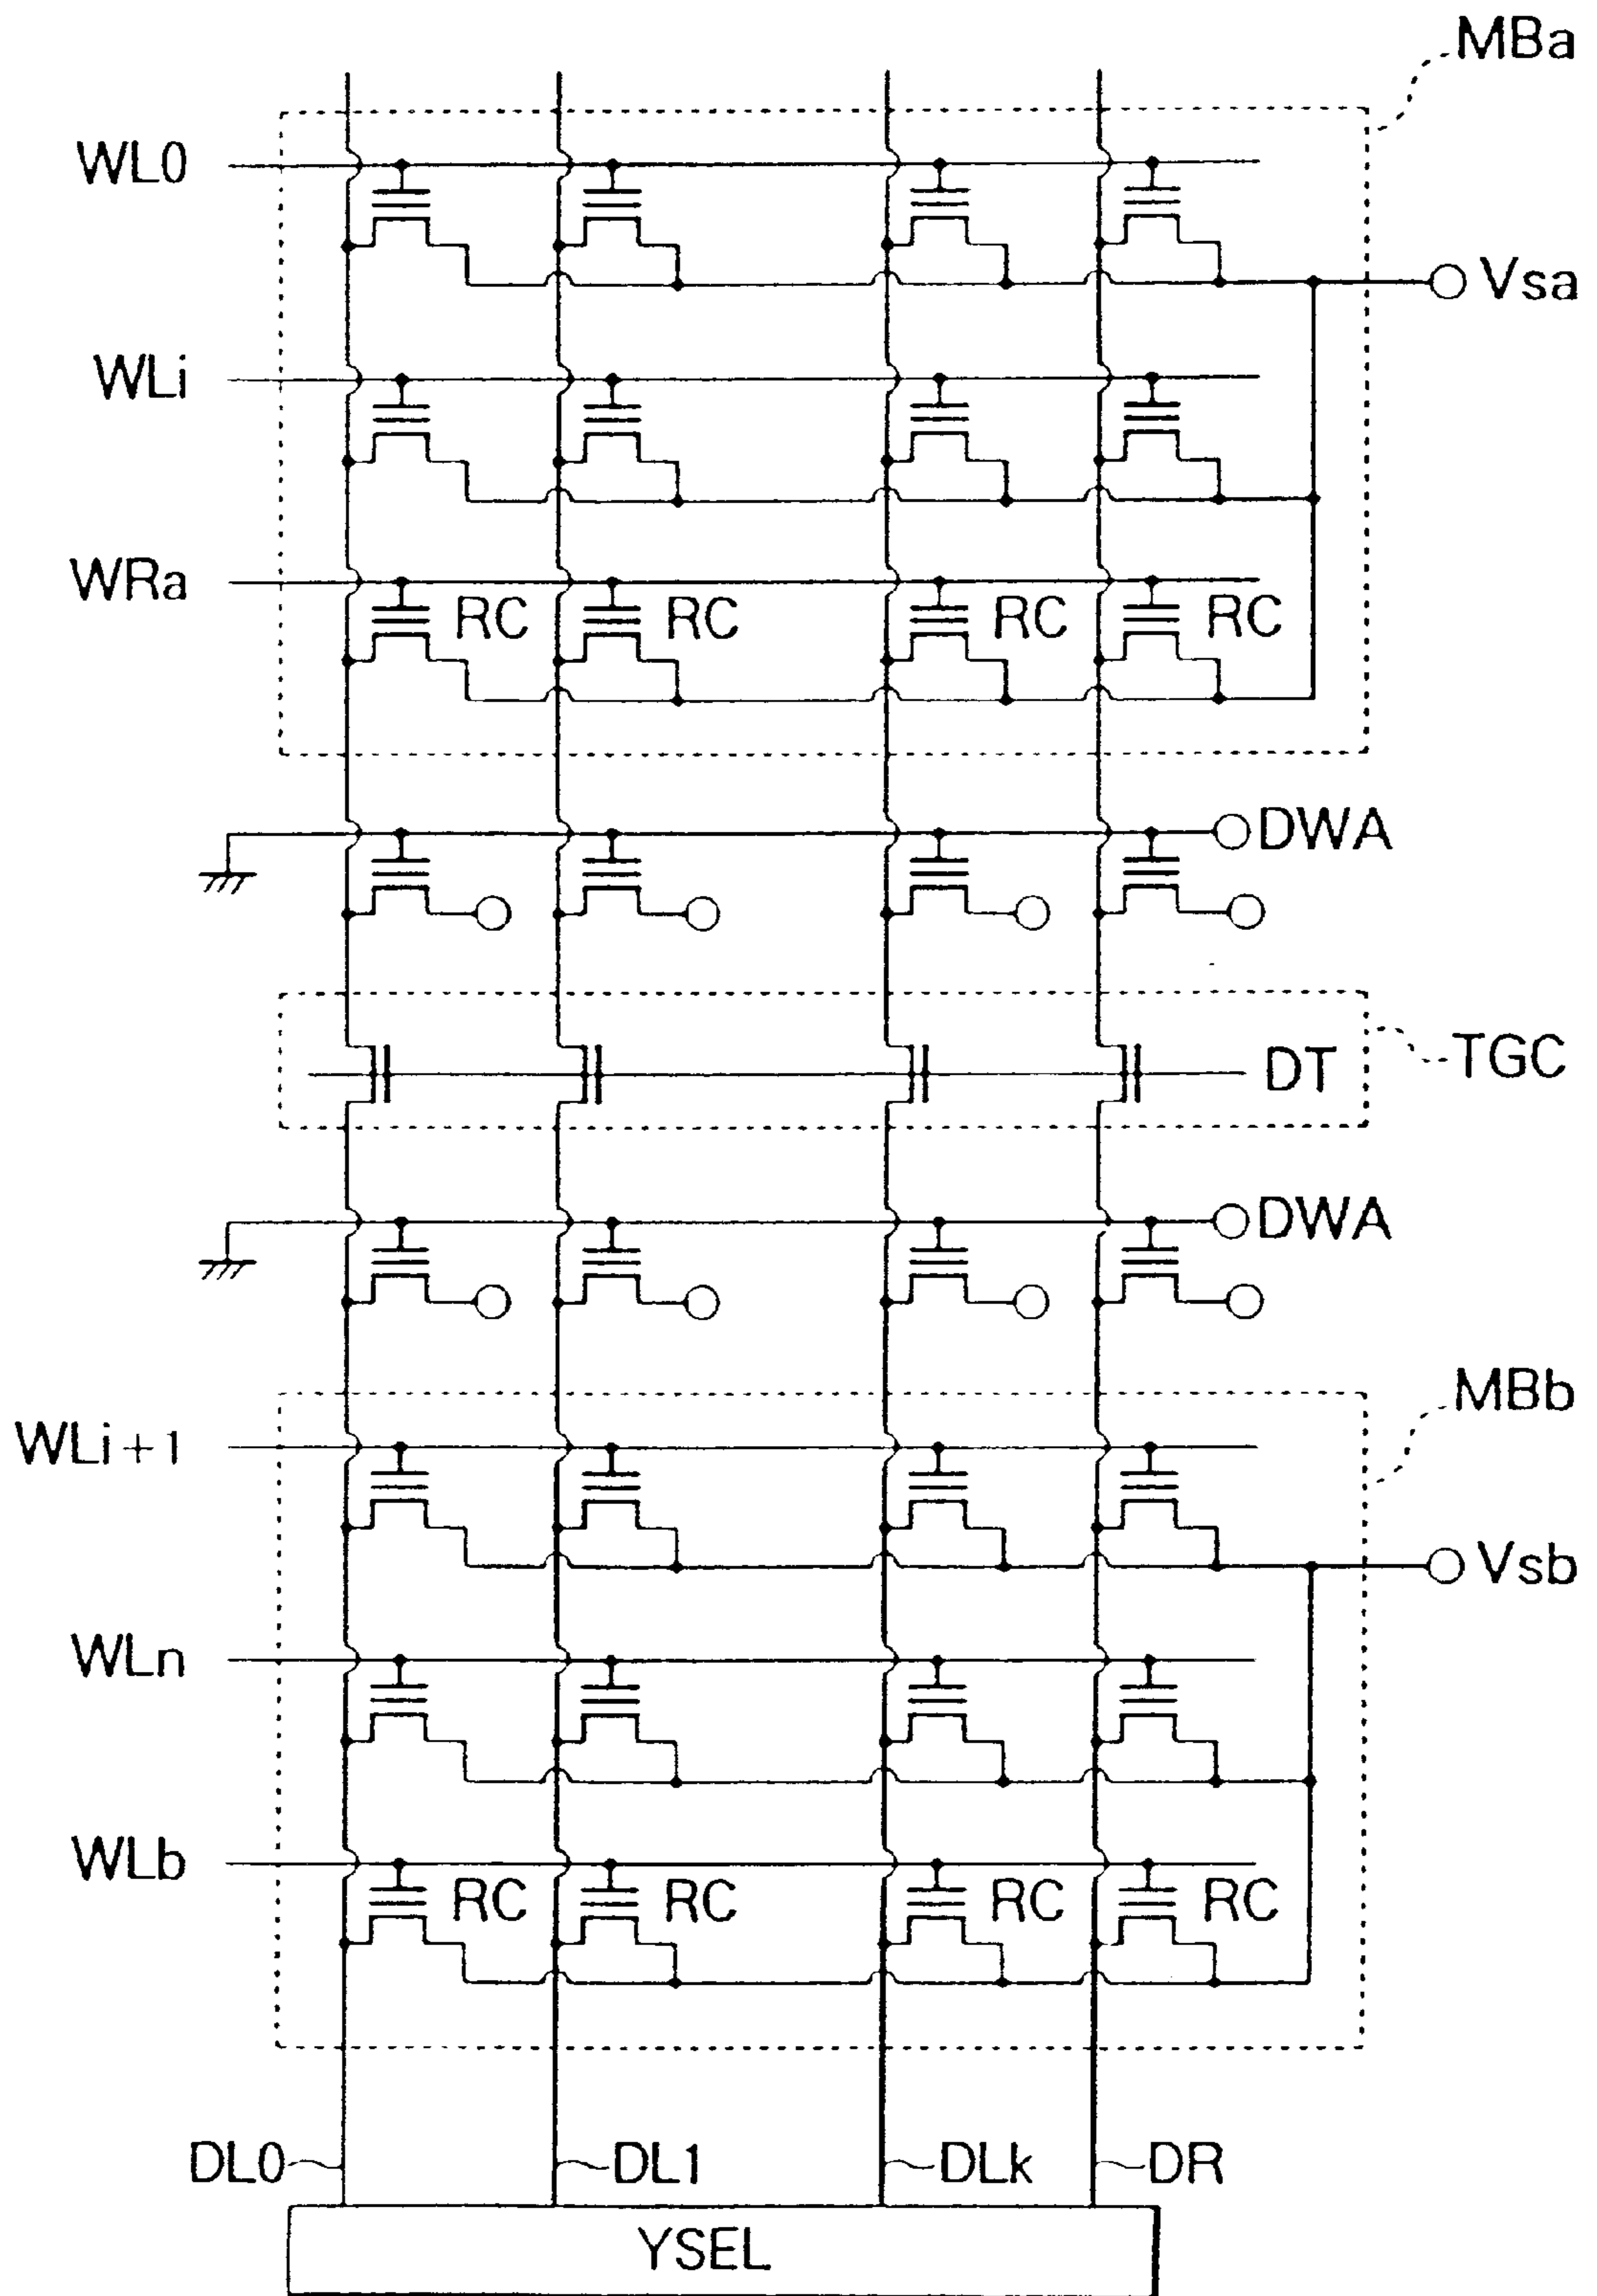 MBa
WL0
Vsa
WLi
WRa
RC RC RC RC
DWA
DT
TGC
DWA
MBb
WLi+1
Vsb
WLn
WLb
RC RC RC RC
DL0 DL1 DLk DR
YSEL